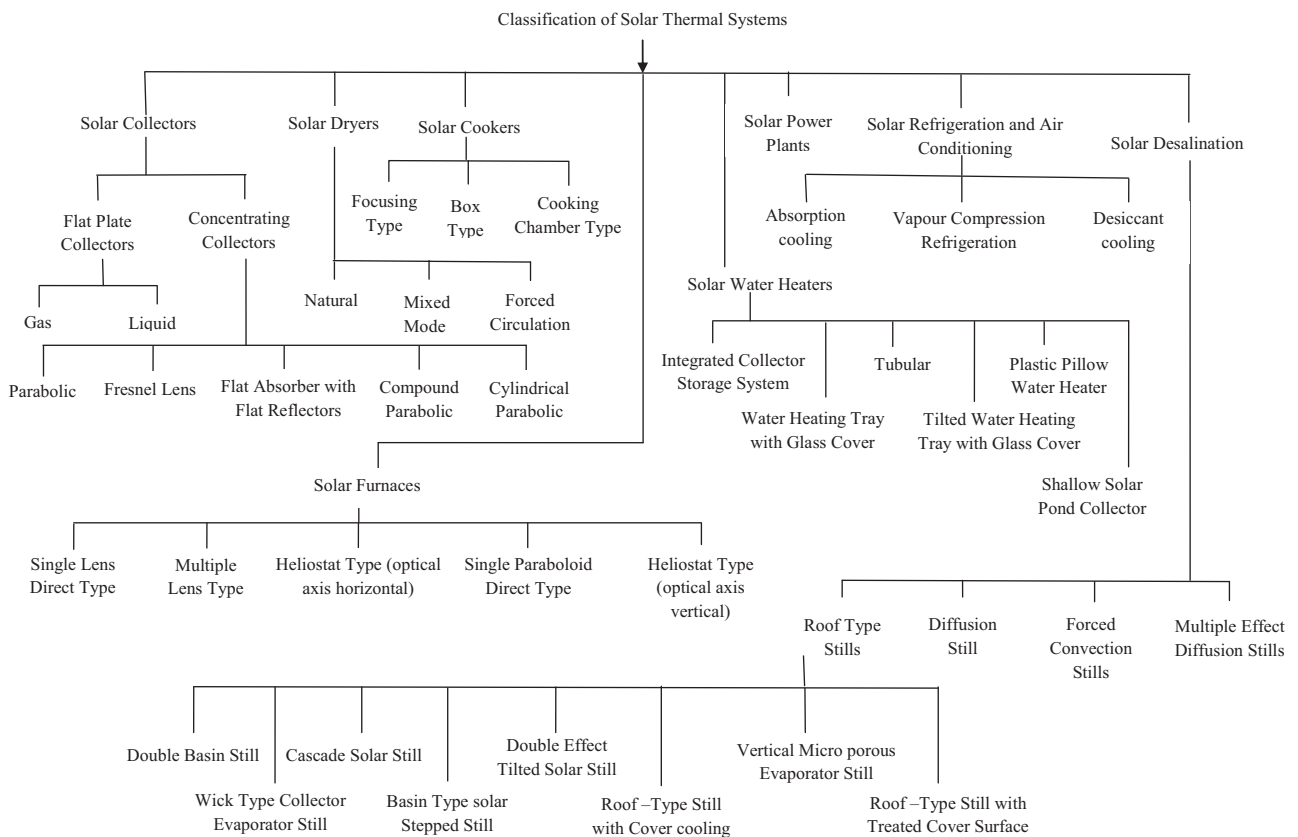 Classification of Solar Thermal Systems
Solar Collectors
Solar Dryers
Solar Cookers
Solar Power
Plants
Solar Refrigeration and Air
Conditioning
Solar Desalination
Focusing
Type
Box
Type
Cooking
Chamber Type
Flat Plate
Collectors
Concentrating
Collectors
Absorption
cooling
Vapour Compression
Refrigeration
Desiccant
cooling
Solar Water Heaters
Natural
Mixed
Mode
Forced
Circulation
Gas
Liquid
Parabolic
Fresnel Lens
Flat Absorber with
Flat Reflectors
Compound
Parabolic
Cylindrical
Parabolic
Integrated Collector
Storage System
Tubular
Plastic Pillow
Water Heater
Water Heating Tray
with Glass Cover
Tilted Water Heating
Tray with Glass Cover
Shallow Solar
Pond Collector
Solar Furnaces
Single Lens
Direct Type
Multiple
Lens Type
Heliostat Type (optical
axis horizontal)
Single Paraboloid
Direct Type
Heliostat Type
(optical axis
vertical)
Roof Type
Stills
Diffusion
Still
Forced
Convection
Stills
Multiple Effect
Diffusion Stills
Double Basin Still
Cascade Solar Still
Double Effect
Tilted Solar Still
Vertical Micro porous
Evaporator Still
Wick Type Collector
Evaporator Still
Basin Type solar
Stepped Still
Roof –Type Still
with Cover cooling
Roof –Type Still with
Treated Cover Surface